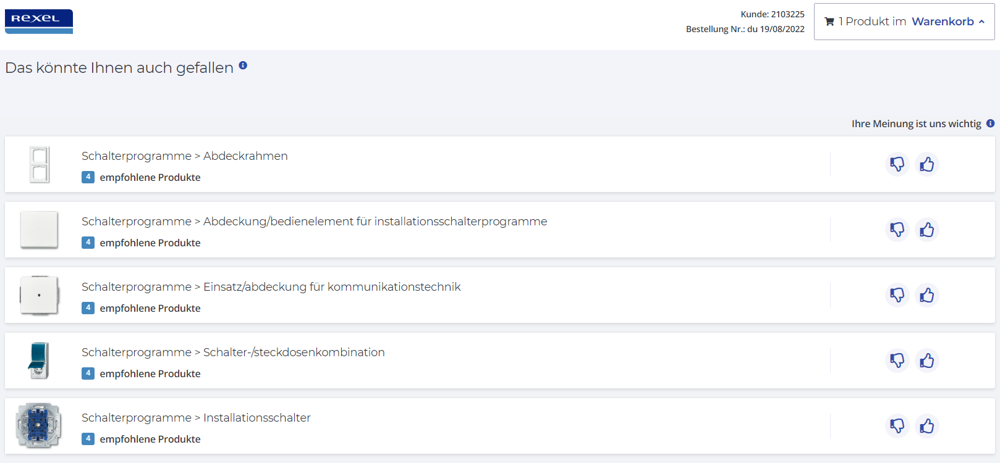 REXEL
Kunde: 2103225
Bestellung Nr.: du 19/08/2022
1 Produkt im Warenkorb
Das könnte Ihnen auch gefallen
Ihre Meinung ist uns wichtig
Schalterprogramme > Abdeckrahmen
4 empfohlene Produkte
Schalterprogramme > Abdeckung/bedienelement für installationsschalterprogramme
4 empfohlene Produkte
Schalterprogramme > Einsatz/abdeckung für kommunikationstechnik
4 empfohlene Produkte
Schalterprogramme > Schalter-/steckdosenkombination
4 empfohlene Produkte
Schalterprogramme > Installationsschalter
4 empfohlene Produkte